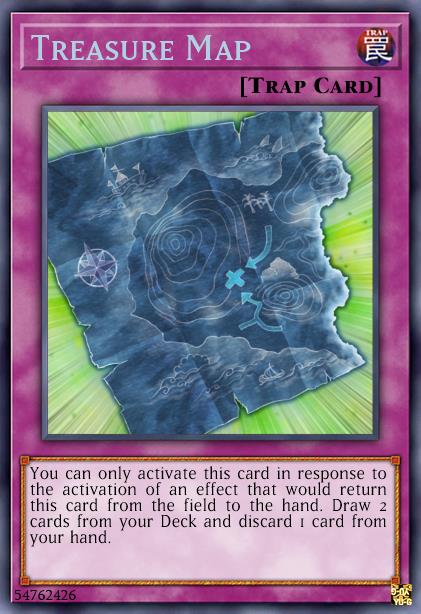 TREASURE MAP
TRAP
罠
[TRAP CARD]
You can only activate this card in response to
the activation of an effect that would return
this card from the field to the hand. Draw 2
cards from your Deck and discard 1 card from
your hand.
54762426